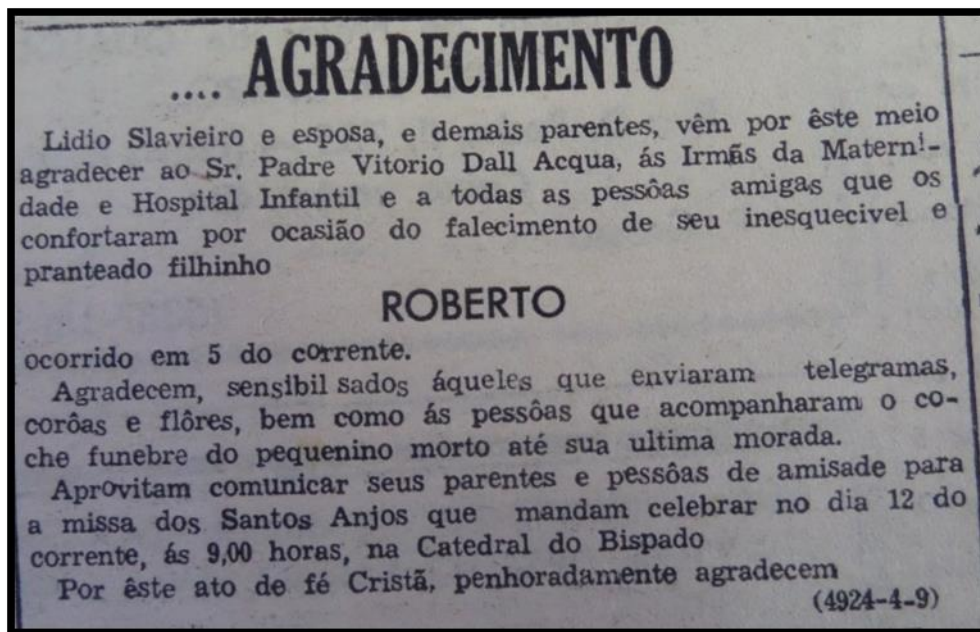 .... AGRADECIMENTO
Lidio Slavieiro e esposa, e demais parentes, vêm por êste meio
agradecer ao Sr. Padre Vitorio Dall Acqua, ás Irmãs da Materni-
dade e Hospital Infantil e a todas as pessôas amigas que os
confortaram por ocasião do falecimento de seu inesquecivel e
pranteado filhinho
ROBERTO
ocorrido em 5 do corrente.
Agradecem, sensibil sados áqueles que enviaram telegramas,
corôas e flôres, bem como ás pessôas que acompanharam o co-
che funebre do pequenino morto até sua ultima morada.
Aprovitam comunicar seus parentes e pessôas de amisade para
a missa dos Santos Anjos que mandam celebrar no dia 12 do
corrente, ás 9,00 horas, na Catedral do Bispado
Por êste ato de fé Cristã, penhoradamente agradecem
(4924-4-9)